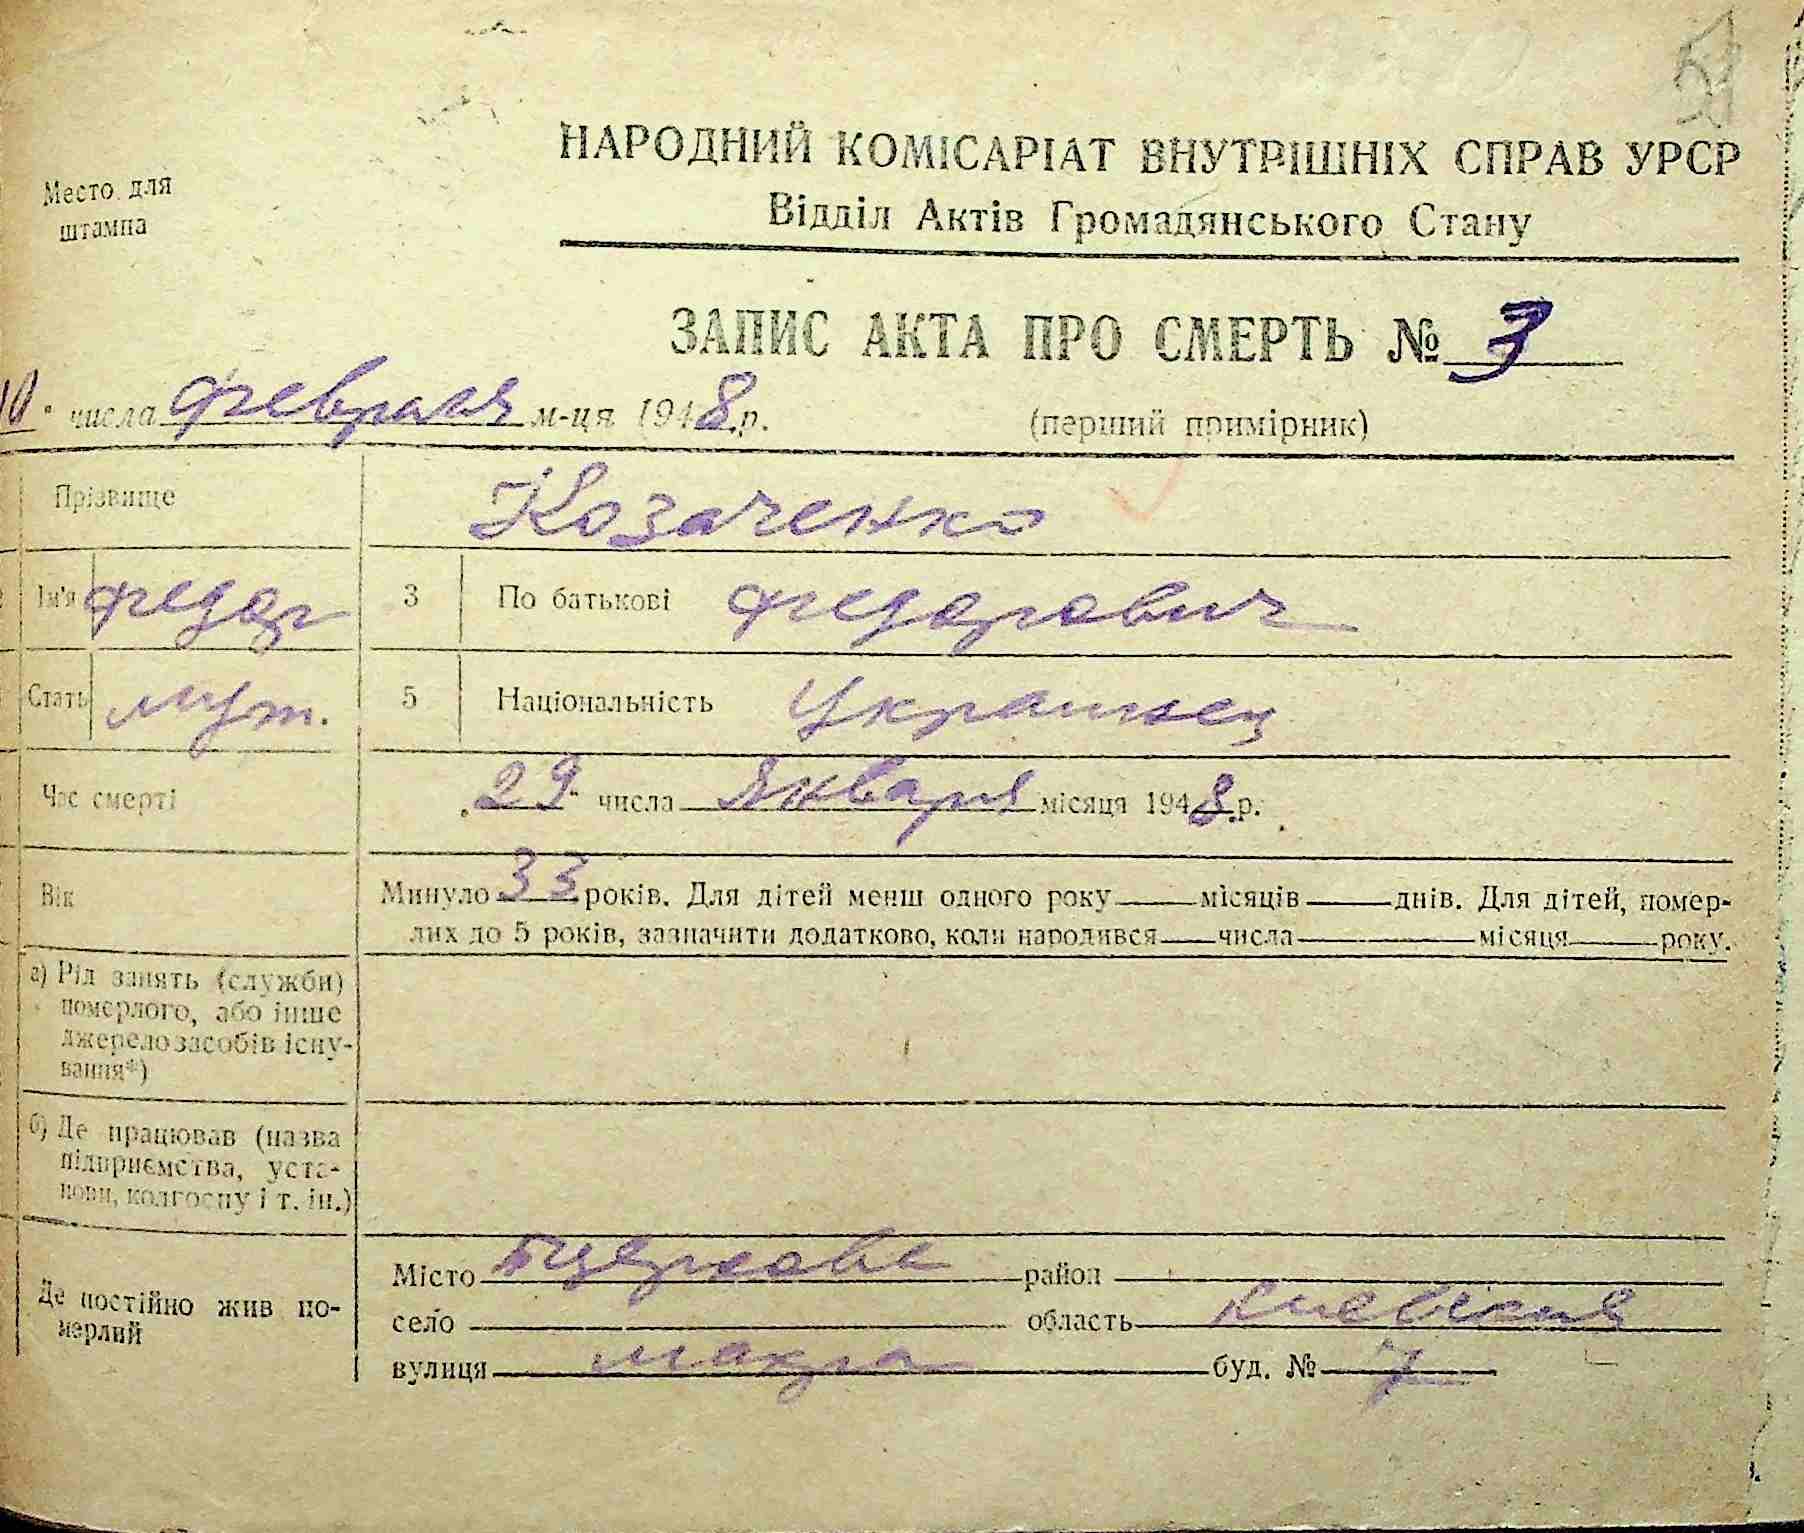 НАРОДНИЙ КОМІСАРІАТ ВНУТРІШНІХ СПРАВ УРСР
Відділ Актів Громадянського Стану
Место для
штампа
ЗАПИС АКТА ПРО СМЕРТЬ № 3
10 " числа февраля м-ця 1948 р.
(перший примірник)
Прізвище Козаченко
Ім'я Федор 3 По батькові Федорович
Стать муж. 5 Національність Украинец
Час смерті „29" числа января місяця 1948 р.
Вік Минуло 33 років. Для дітей менш одного року місяців днів. Для дітей, помер-
лих до 5 років, зазначити додатково, коли народився числа місяця року.
а) Рід занять (служби)
померлого, або інше
джерело засобів існу-
вання*)
б) Де працював (назва
підприємства, уста-
нови, колгоспу і т. ін.)
Де постійно жив по-
мерлий
Місто Бцеркове район
село область Киевская
вулиця буд. № 7